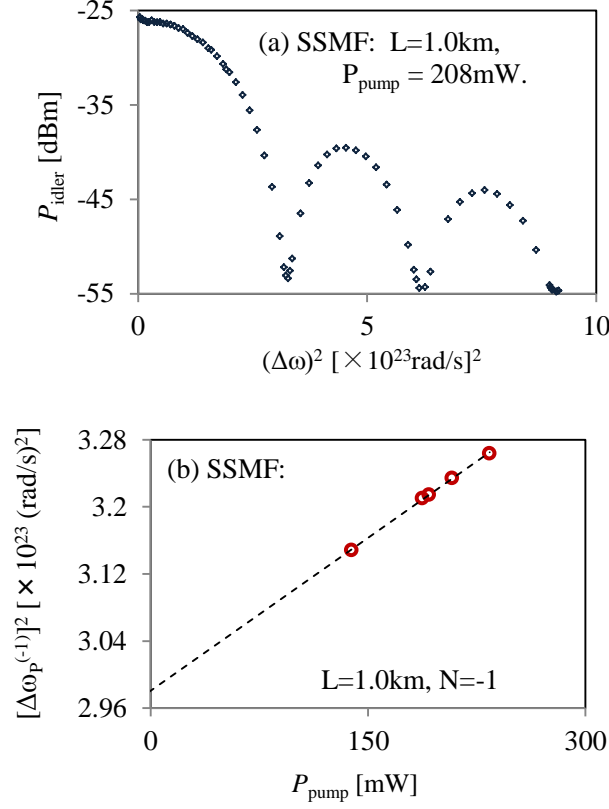 (a) SSMF: L=1.0km,
P_pump = 208mW.
P_idler [dBm]
-15
-25
-35
-45
-55
0 5 10
(Δω)² [×10²³rad/s]²
(b) SSMF:
[Δω_P⁽⁻¹⁾]² [×10²³ (rad/s)²]
3.28
3.2
3.12
3.04
2.96
L=1.0km, N=-1
0 150 300
P_pump [mW]